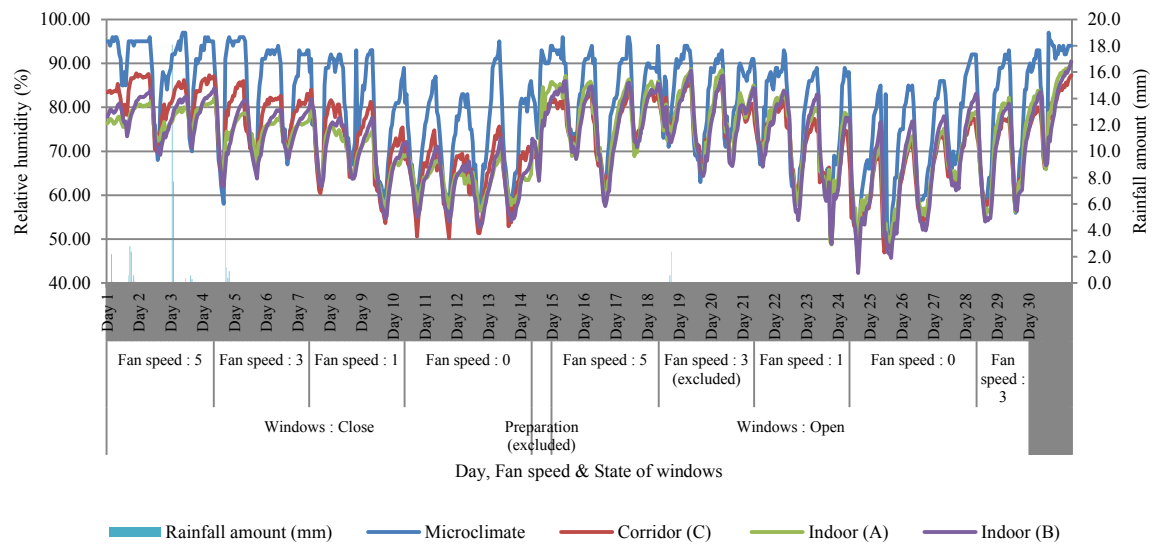 100.00
90.00
80.00
70.00
60.00
50.00
40.00
Relative humidity (%)
20.0
18.0
16.0
14.0
12.0
10.0
8.0
6.0
4.0
2.0
0.0
Rainfall amount (mm)
Day 1
Day 2
Day 3
Day 4
Day 5
Day 6
Day 7
Day 8
Day 9
Day 10
Day 11
Day 12
Day 13
Day 14
Day 15
Day 16
Day 17
Day 18
Day 19
Day 20
Day 21
Day 22
Day 23
Day 24
Day 25
Day 26
Day 27
Day 28
Day 29
Day 30
Fan speed : 5
Fan speed : 3
Fan speed : 1
Fan speed : 0
Fan speed : 5
Fan speed : 3
(excluded)
Fan speed : 1
Fan speed : 0
Fan
speed :
3
Windows : Close
Preparation
(excluded)
Windows : Open
Day, Fan speed & State of windows
Rainfall amount (mm)
Microclimate
Corridor (C)
Indoor (A)
Indoor (B)